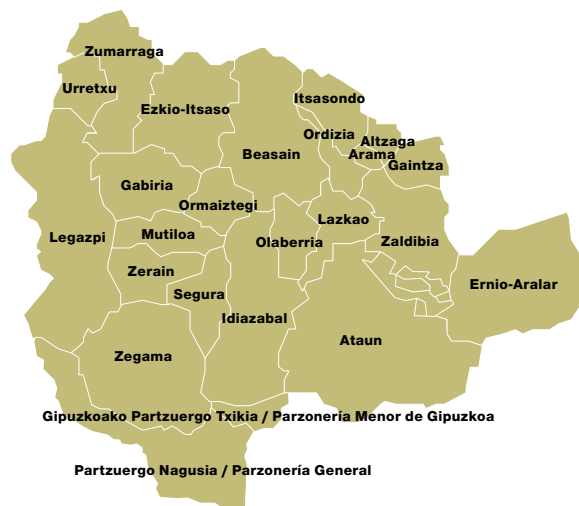 Zumarraga
Urretxu
Ezkio-Itsaso
Itsasondo
Ordizia
Altzaga
Beasain
Arama
Gaintza
Gabiria
Ormaiztegi
Lazkao
Legazpi
Mutiloa
Olaberria
Zaldibia
Zerain
Segura
Ernio-Aralar
Idiazabal
Ataun
Zegama
Gipuzkoako Partzuergo Txikia / Parzonería Menor de Gipuzkoa
Partzuergo Nagusia / Parzonería General